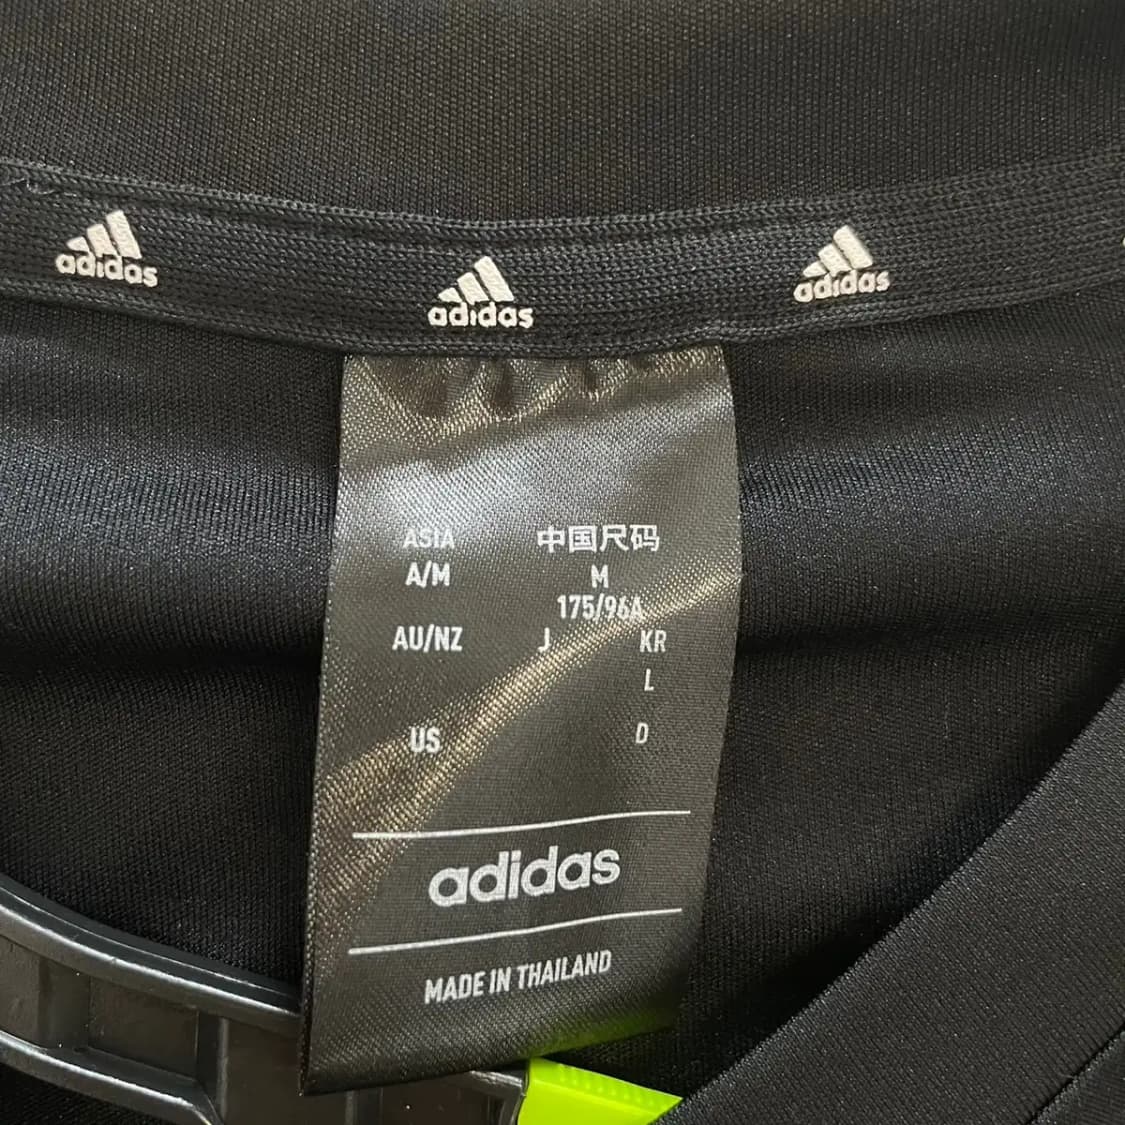 adidas
adidas
adidas
ASIA 中国尺码
A/M M
175/96A
AU/NZ J KR
L
US D
adidas
MADE IN THAILAND